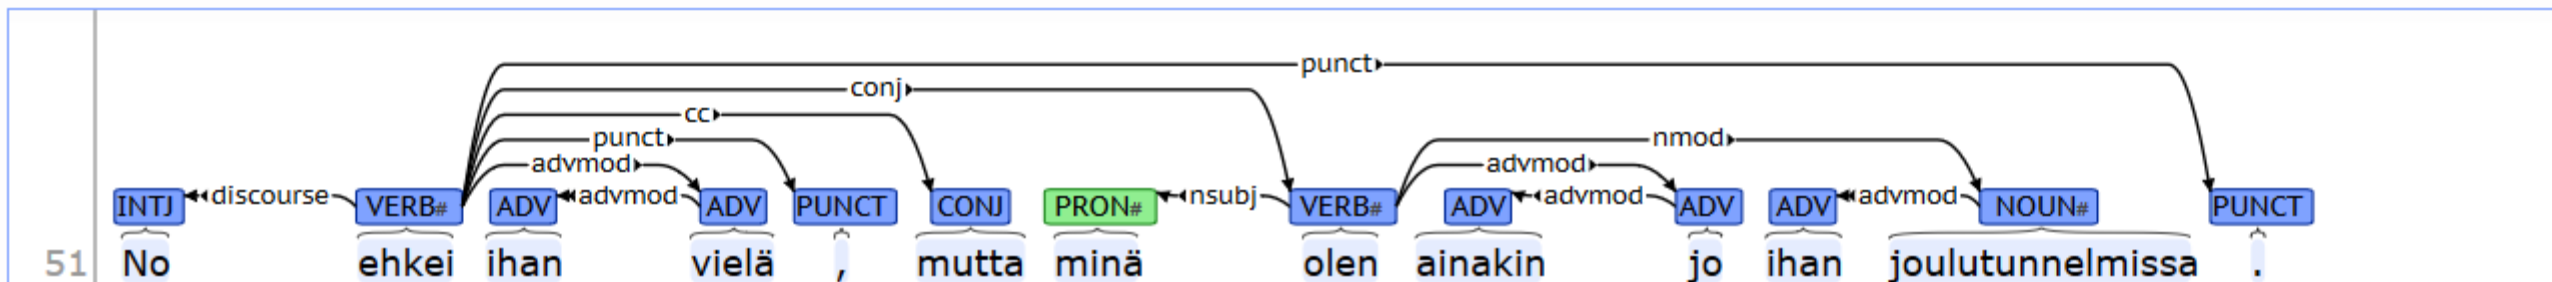 punct
conj
cc
punct nmod
advmod advmod
discourse advmod nsubj advmod advmod
INTJ VERB# ADV ADV PUNCT CONJ PRON# VERB# ADV ADV ADV NOUN# PUNCT
51 No ehkei ihan vielä , mutta minä olen ainakin jo ihan joulutunnelmissa .